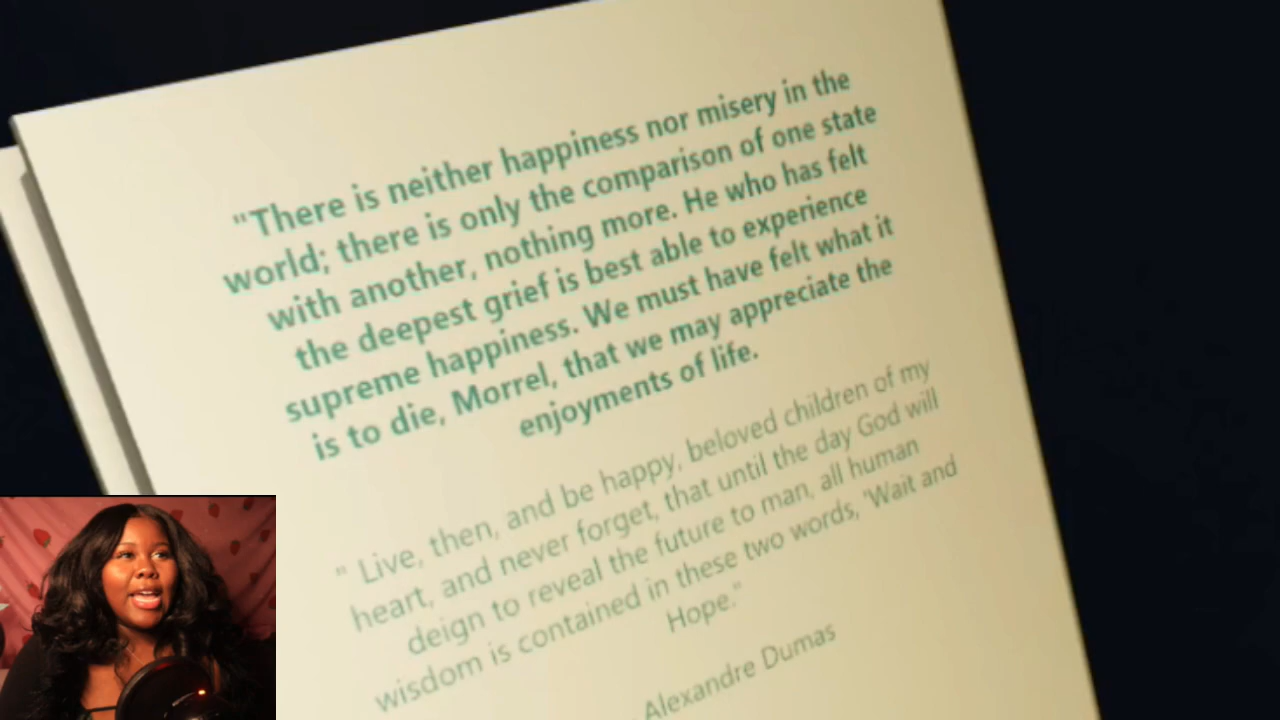 "There is neither happiness nor misery in the
world; there is only the comparison of one state
with another, nothing more. He who has felt
the deepest grief is best able to experience
supreme happiness. We must have felt what it
is to die, Morrel, that we may appreciate the
enjoyments of life.
" Live, then, and be happy, beloved children of my
heart, and never forget, that until the day God will
deign to reveal the future to man, all human
wisdom is contained in these two words, 'Wait and
Hope."
Alexandre Dumas